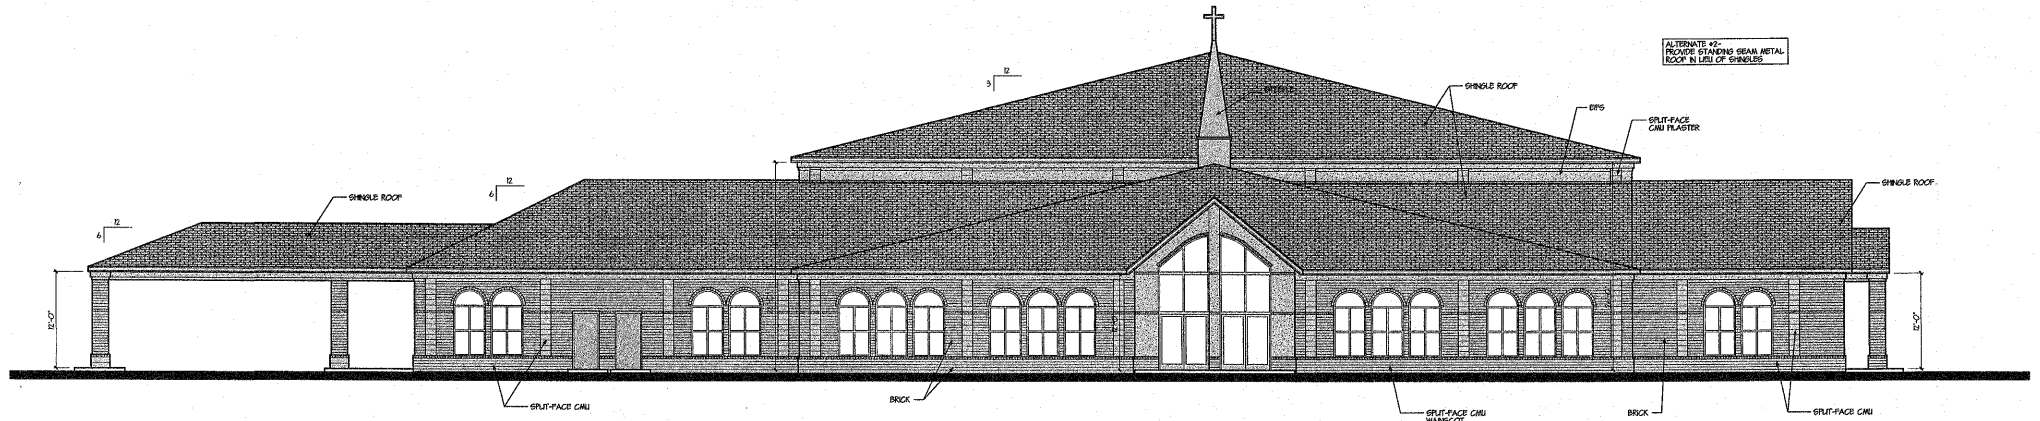 ALTERNATE #2-
PROVIDE STANDING SEAM METAL
ROOF IN LIEU OF SHINGLES
12
3
SHINGLE ROOF
EIFS
SPLIT-FACE
CMU PILASTER
12
6
SHINGLE ROOF
SHINGLE ROOF
12
6
12'-0"
12'-0"
SPLIT-FACE CMU
BRICK
SPLIT-FACE CMU
WAINSCOT
BRICK
SPLIT-FACE CMU